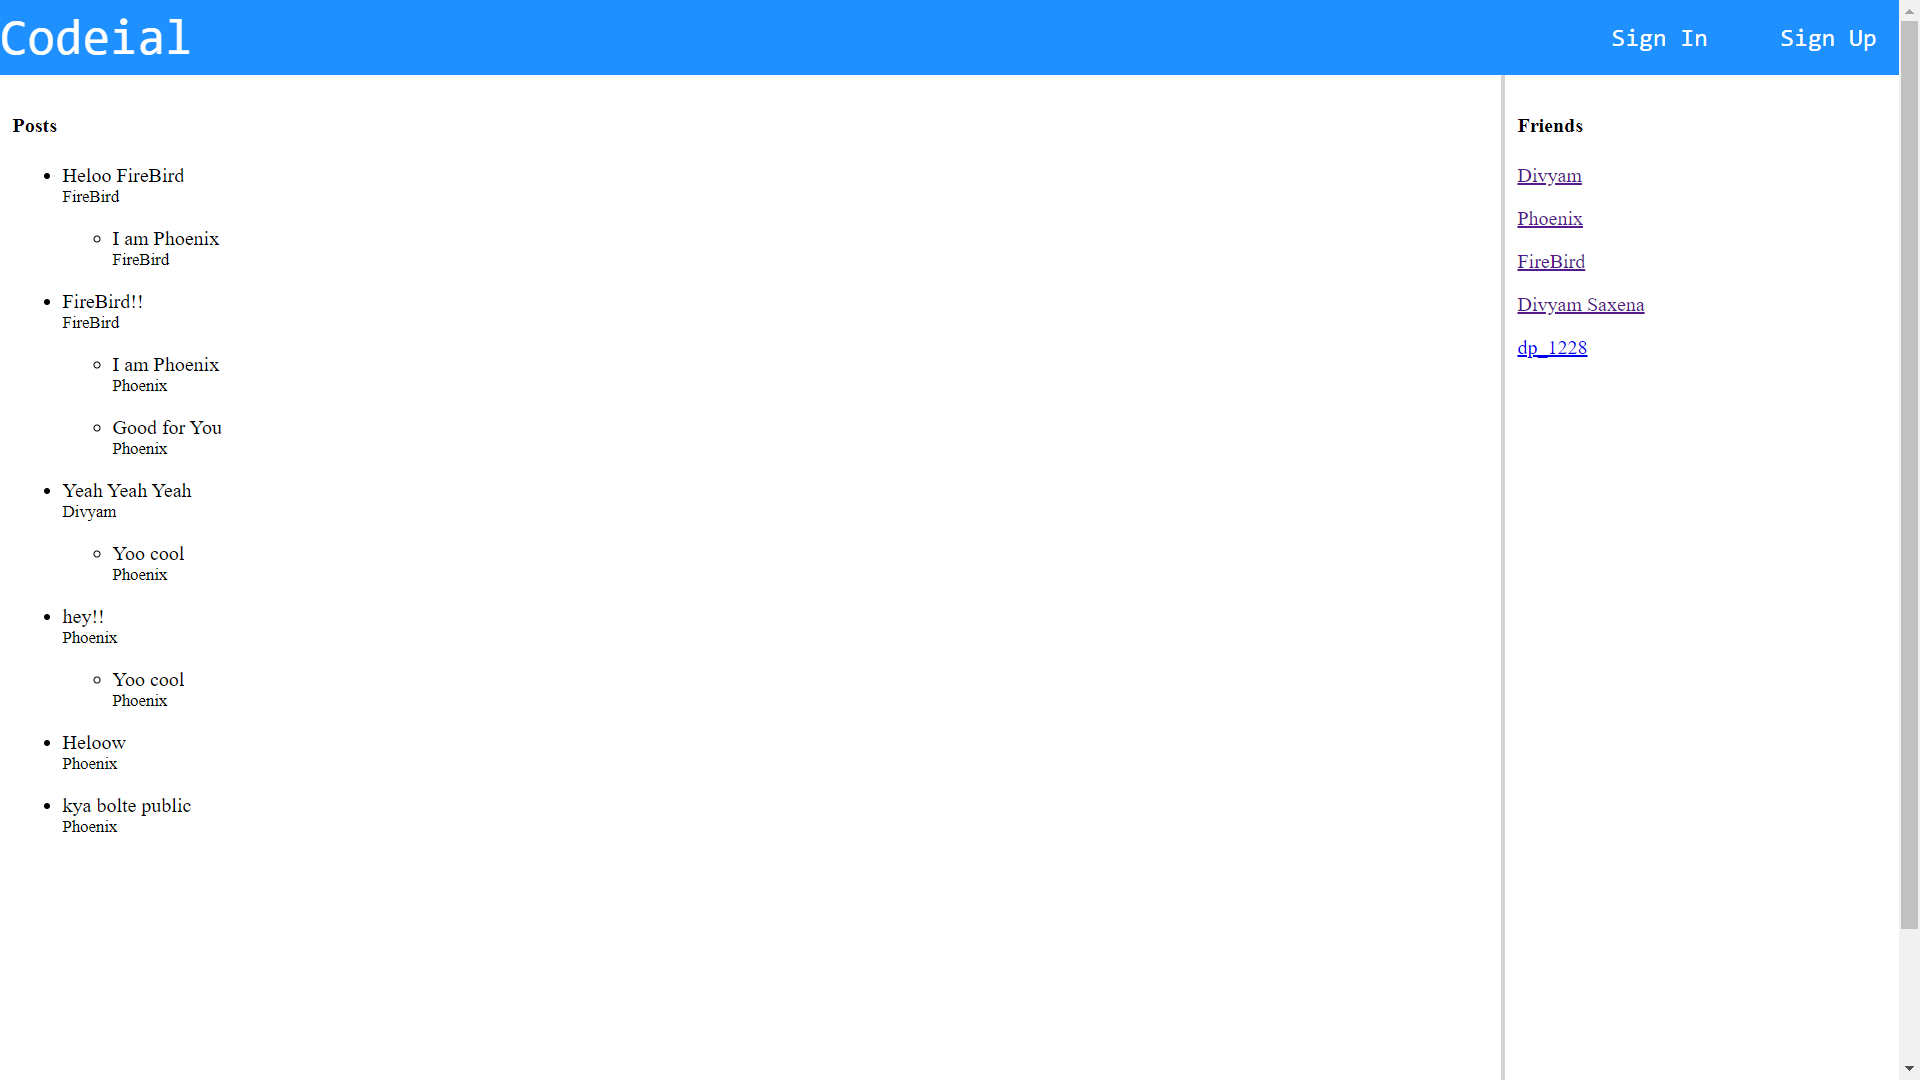 Codeial
Sign In
Sign Up
Posts
Heloo FireBird
FireBird
I am Phoenix
FireBird
FireBird!!
FireBird
I am Phoenix
Phoenix
Good for You
Phoenix
Yeah Yeah Yeah
Divyam
Yoo cool
Phoenix
hey!!
Phoenix
Yoo cool
Phoenix
Heloow
Phoenix
kya bolte public
Phoenix
Friends
Divyam
Phoenix
FireBird
Divyam Saxena
dp_1228